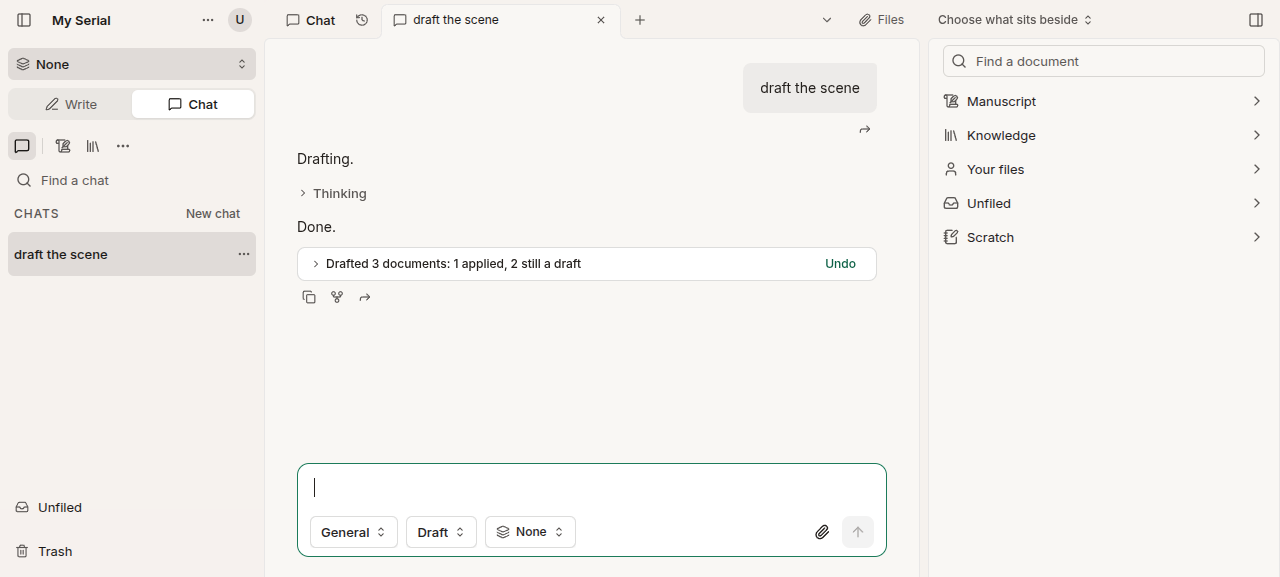 My Serial
U
None
Write
Chat
Find a chat
CHATS
New chat
draft the scene
Unfiled
Trash
Chat
draft the scene
Files
draft the scene
Drafting.
Thinking
Done.
Drafted 3 documents: 1 applied, 2 still a draft
Undo
General
Draft
None
Choose what sits beside
Find a document
Manuscript
Knowledge
Your files
Unfiled
Scratch